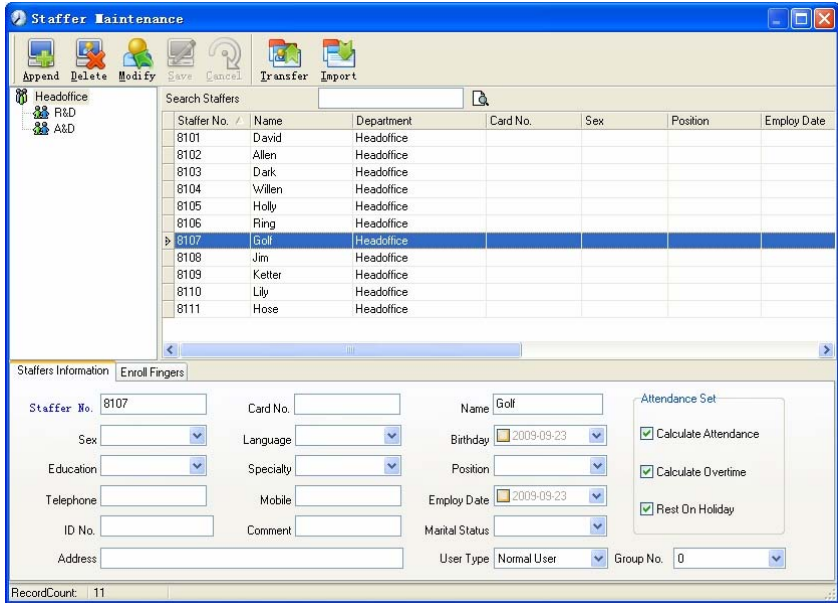 Staffer Maintenance
Append Delete Modify Save Cancel Transfer Import
Headoffice
R&D
A&D
Search Staffers
Staffer No. Name Department Card No. Sex Position Employ Date
8101 David Headoffice
8102 Allen Headoffice
8103 Dark Headoffice
8104 Willen Headoffice
8105 Holly Headoffice
8106 Ring Headoffice
8107 Golf Headoffice
8108 Jim Headoffice
8109 Ketter Headoffice
8110 Lily Headoffice
8111 Hose Headoffice
Staffers Information Enroll Fingers
Staffer No. 8107 Card No. Name Golf Attendance Set
Sex Language Birthday 2009-09-23 Calculate Attendance
Education Specialty Position Calculate Overtime
Telephone Mobile Employ Date 2009-09-23 Rest On Holiday
ID No. Comment Marital Status
Address User Type Normal User Group No. 0
RecordCount: 11